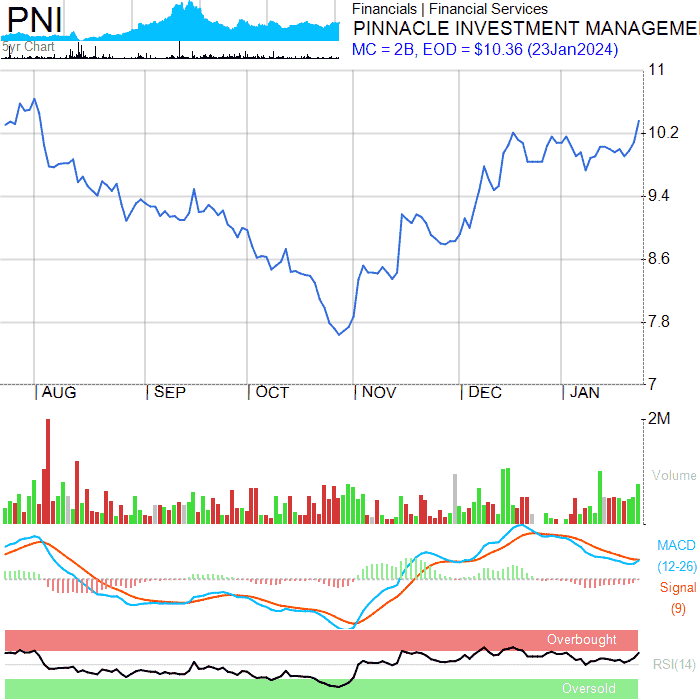 PNI
5yr Chart
Financials | Financial Services
PINNACLE INVESTMENT MANAGEME
MC = 2B, EOD = $10.36 (23Jan2024)
11
10.2
9.4
8.6
7.8
7
AUG SEP OCT NOV DEC JAN
2M
Volume
MACD
(12-26)
Signal
(9)
Overbought
RSI(14)
Oversold